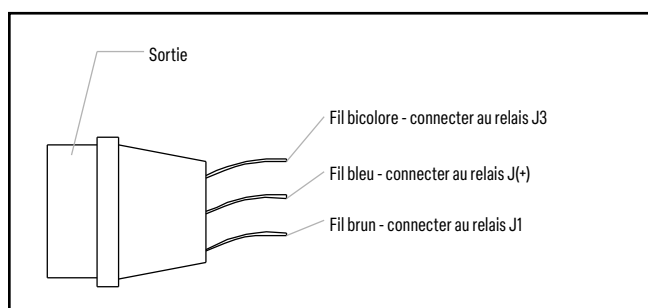 Sortie
Fil bicolore - connecter au relais J3
Fil bleu - connecter au relais J(+)
Fil brun - connecter au relais J1